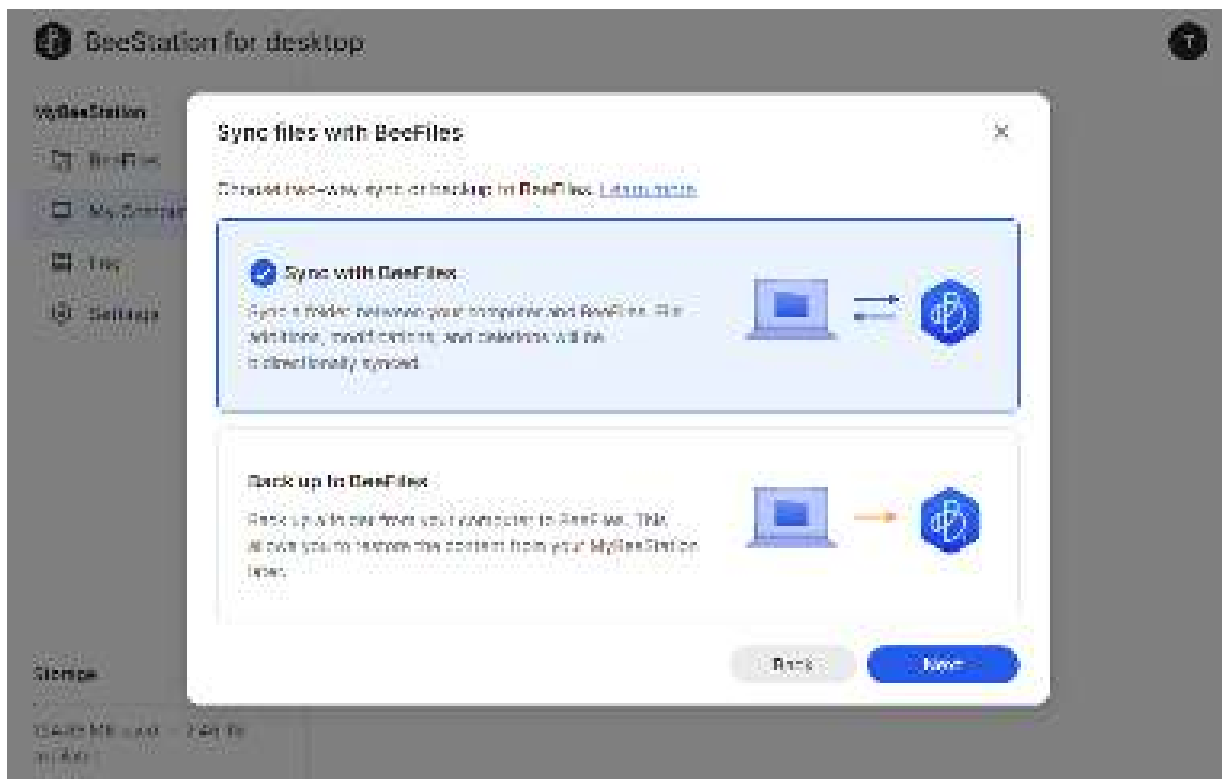 BeeStation for desktop
T
MyBeeStation
BeeFiles
My Comput
Settings
Sync files with BeeFiles
Choose two-way sync or backup to BeeFiles. Learn more
Sync with BeeFiles
Sync a folder between your computer and BeeFiles. File
additions, modifications, and deletions will be
bidirectionally synced.
Back up to BeeFiles
Back up a folder from your computer to BeeFiles. This
allows you to restore the content from your MyBeeStation
later.
Back
Next
Storage